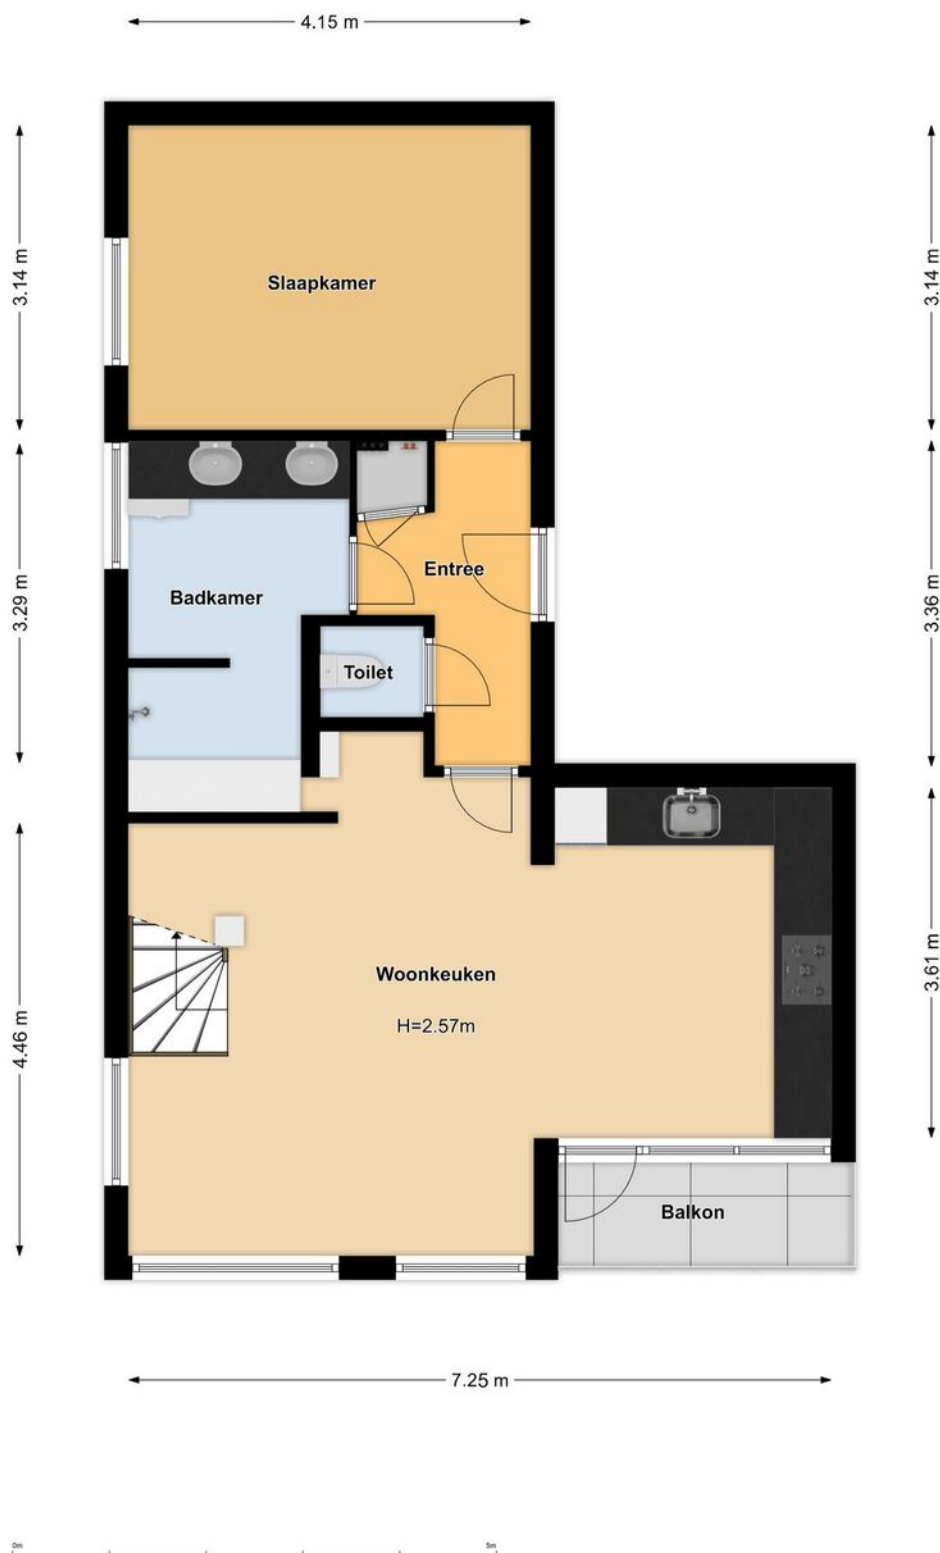 4.15 m
3.14 m
3.14 m
Slaapkamer
Entree
3.29 m
Badkamer
3.36 m
Toilet
3.61 m
Woonkeuken
H=2.57m
4.46 m
Balkon
7.25 m
0m
5m